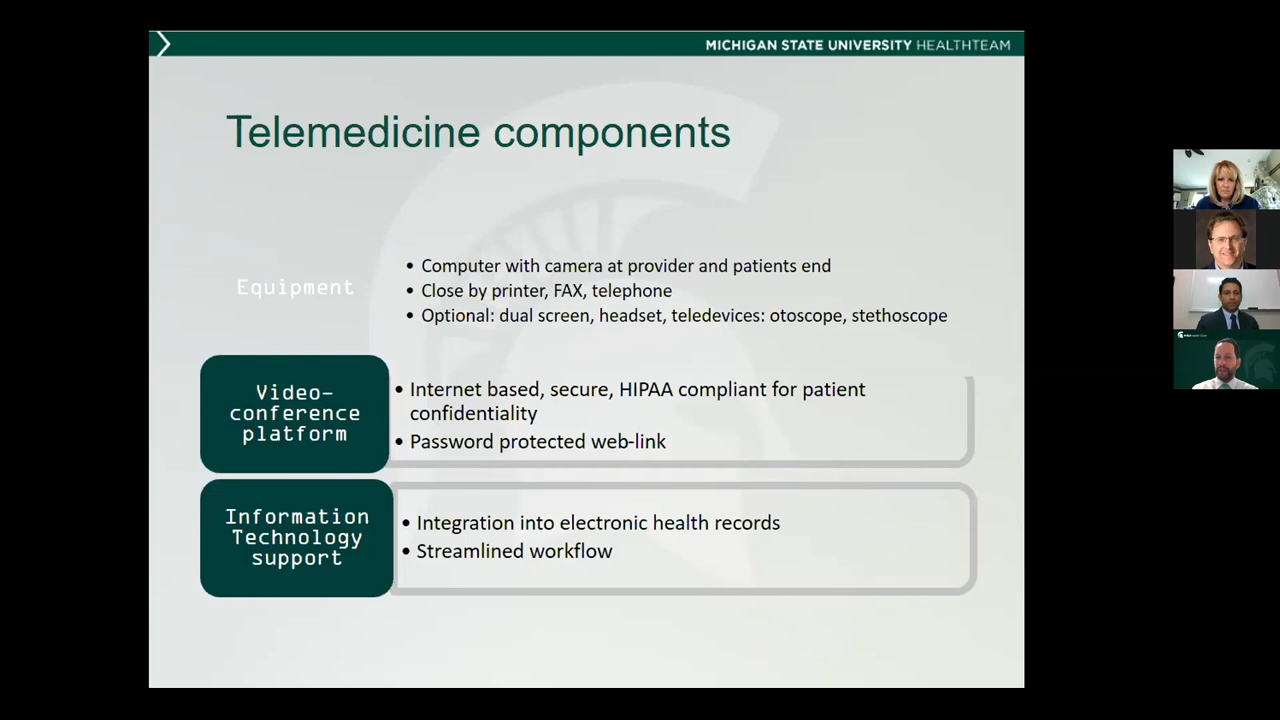 MICHIGAN STATE UNIVERSITY HEALTHTEAM
Telemedicine components
Equipment
• Computer with camera at provider and patients end
• Close by printer, FAX, telephone
• Optional: dual screen, headset, teledevices: otoscope, stethoscope
Video-
conference
platform
• Internet based, secure, HIPAA compliant for patient
confidentiality
• Password protected web-link
Information
Technology
support
• Integration into electronic health records
• Streamlined workflow